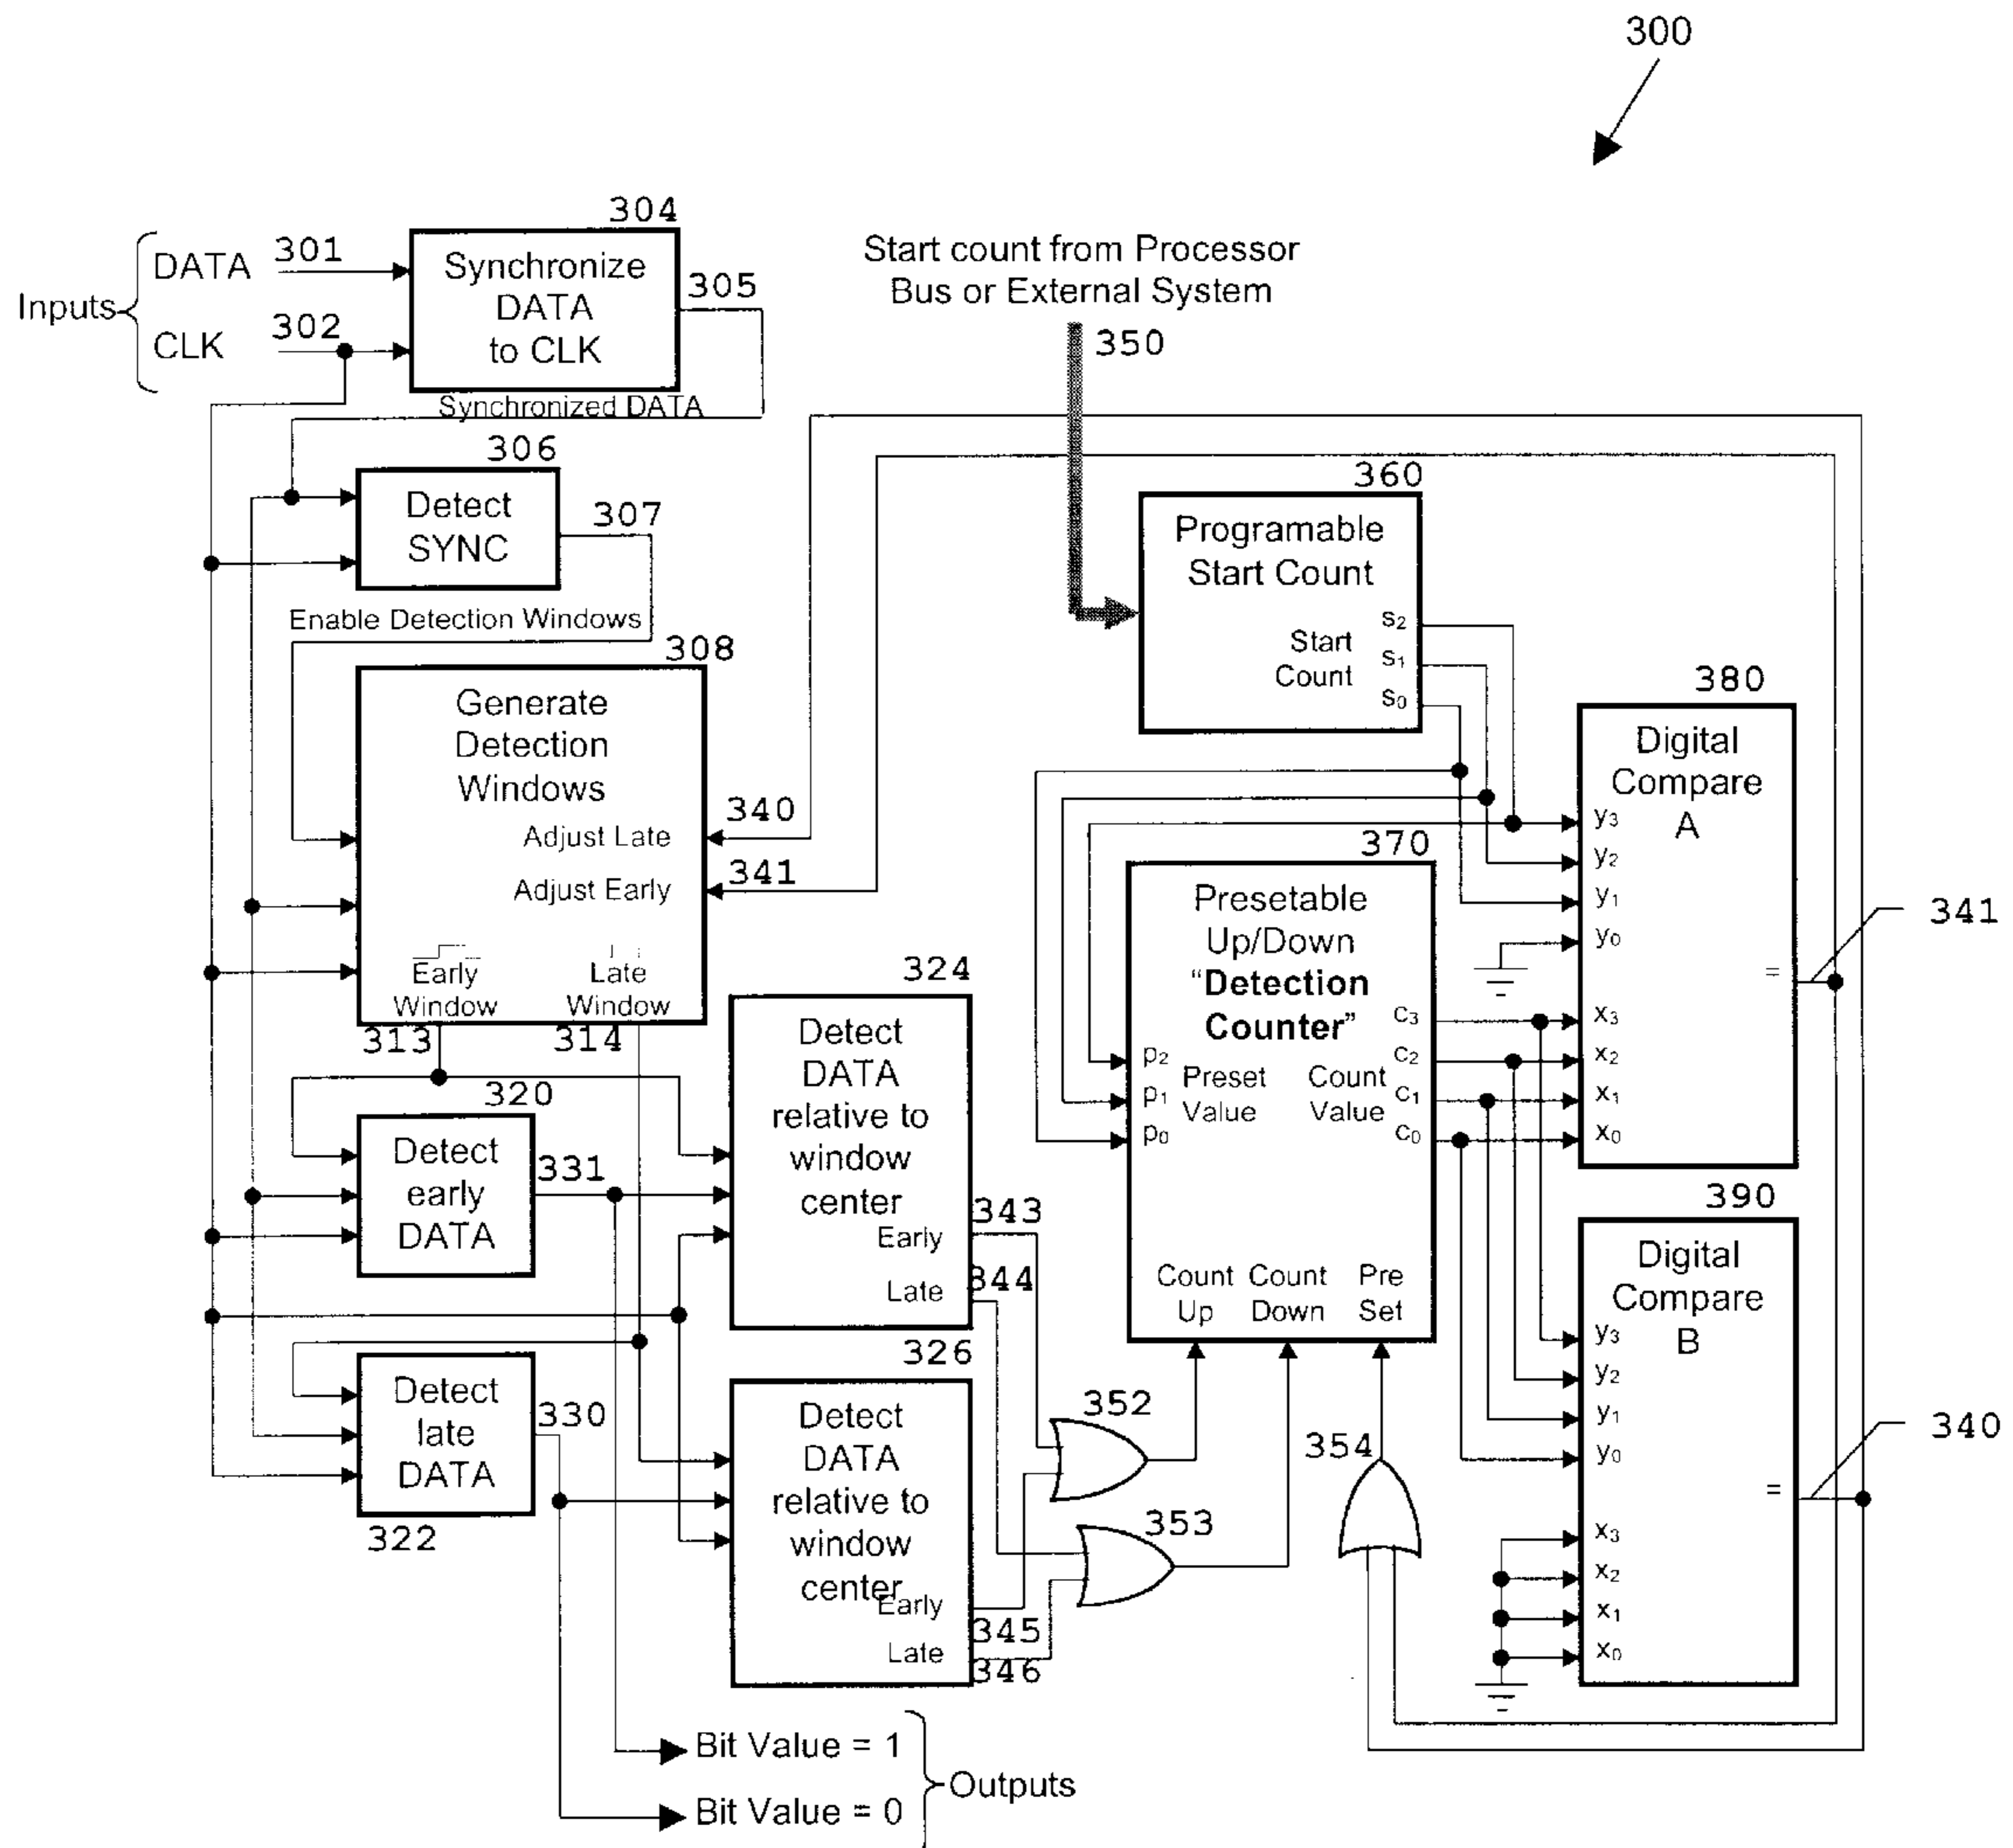 300
Inputs
DATA
301
CLK
302
304
Synchronize
DATA
to CLK
305
Synchronized DATA
Start count from Processor
Bus or External System
350
306
Detect
SYNC
307
Enable Detection Windows
308
Generate
Detection
Windows
Adjust Late
340
Adjust Early
341
Early
Window
Late
Window
313
314
360
Programable
Start Count
Start
Count
s2
s1
s0
380
Digital
Compare
A
y3
y2
y1
y0
=
341
x3
x2
x1
x0
370
Presetable
Up/Down
“Detection
Counter”
p2
p1
p0
Preset
Value
Count
Value
c3
c2
c1
c0
Count
Up
Count
Down
Pre
Set
320
Detect
early
DATA
331
324
Detect
DATA
relative to
window
center
Early
343
Late
344
322
Detect
late
DATA
330
326
Detect
DATA
relative to
window
center
Early
345
Late
346
352
353
354
390
Digital
Compare
B
y3
y2
y1
y0
=
340
x3
x2
x1
x0
Bit Value = 1
Bit Value = 0
Outputs